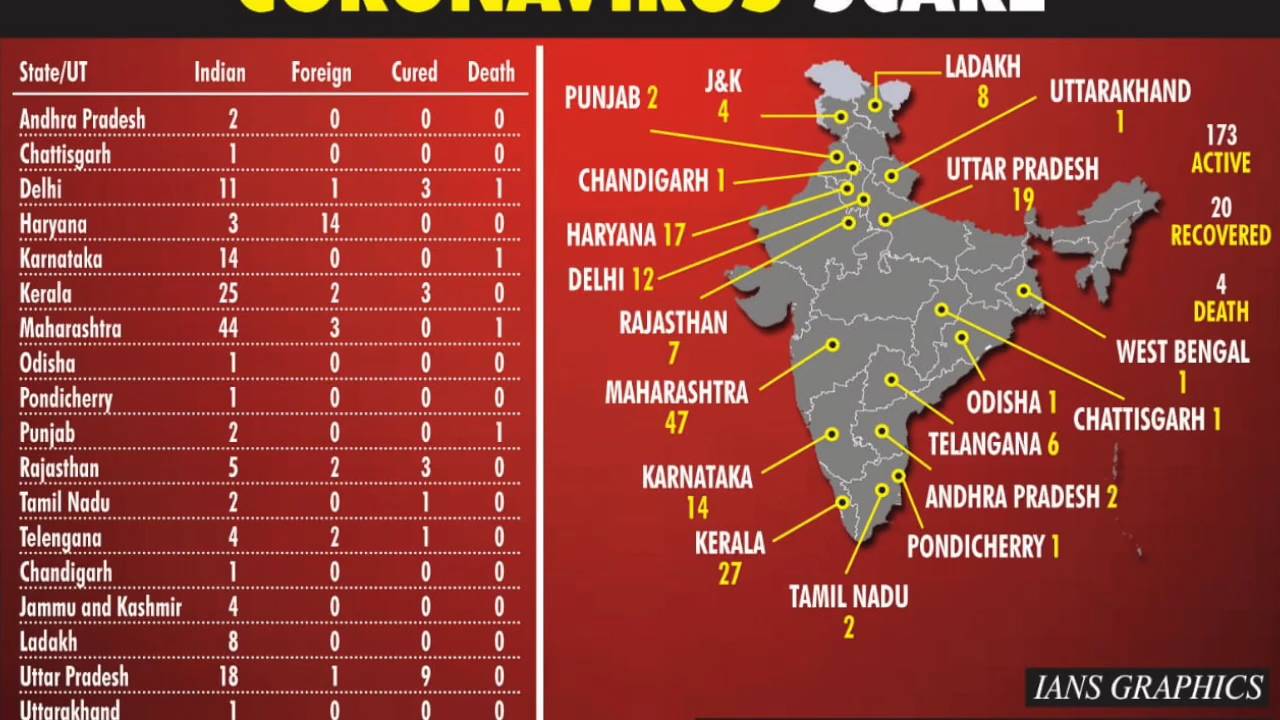 CORONAVIRUS SCARE
State/UT Indian Foreign Cured Death
Andhra Pradesh 2 0 0 0
Chattisgarh 1 0 0 0
Delhi 11 1 3 1
Haryana 3 14 0 0
Karnataka 14 0 0 1
Kerala 25 2 3 0
Maharashtra 44 3 0 1
Odisha 1 0 0 0
Pondicherry 1 0 0 0
Punjab 2 0 0 1
Rajasthan 5 2 3 0
Tamil Nadu 2 0 1 0
Telengana 4 2 1 0
Chandigarh 1 0 0 0
Jammu and Kashmir 4 0 0 0
Ladakh 8 0 0 0
Uttar Pradesh 18 1 9 0
Uttarakhand 1 0 0 0
PUNJAB 2
J&K
4
LADAKH
8
UTTARAKHAND
1
CHANDIGARH 1
UTTAR PRADESH
19
HARYANA 17
DELHI 12
RAJASTHAN
7
MAHARASHTRA
47
KARNATAKA
14
KERALA
27
TAMIL NADU
2
PONDICHERRY 1
ANDHRA PRADESH 2
TELANGANA 6
ODISHA 1
CHATTISGARH 1
WEST BENGAL
1
173
ACTIVE
20
RECOVERED
4
DEATH
IANS GRAPHICS